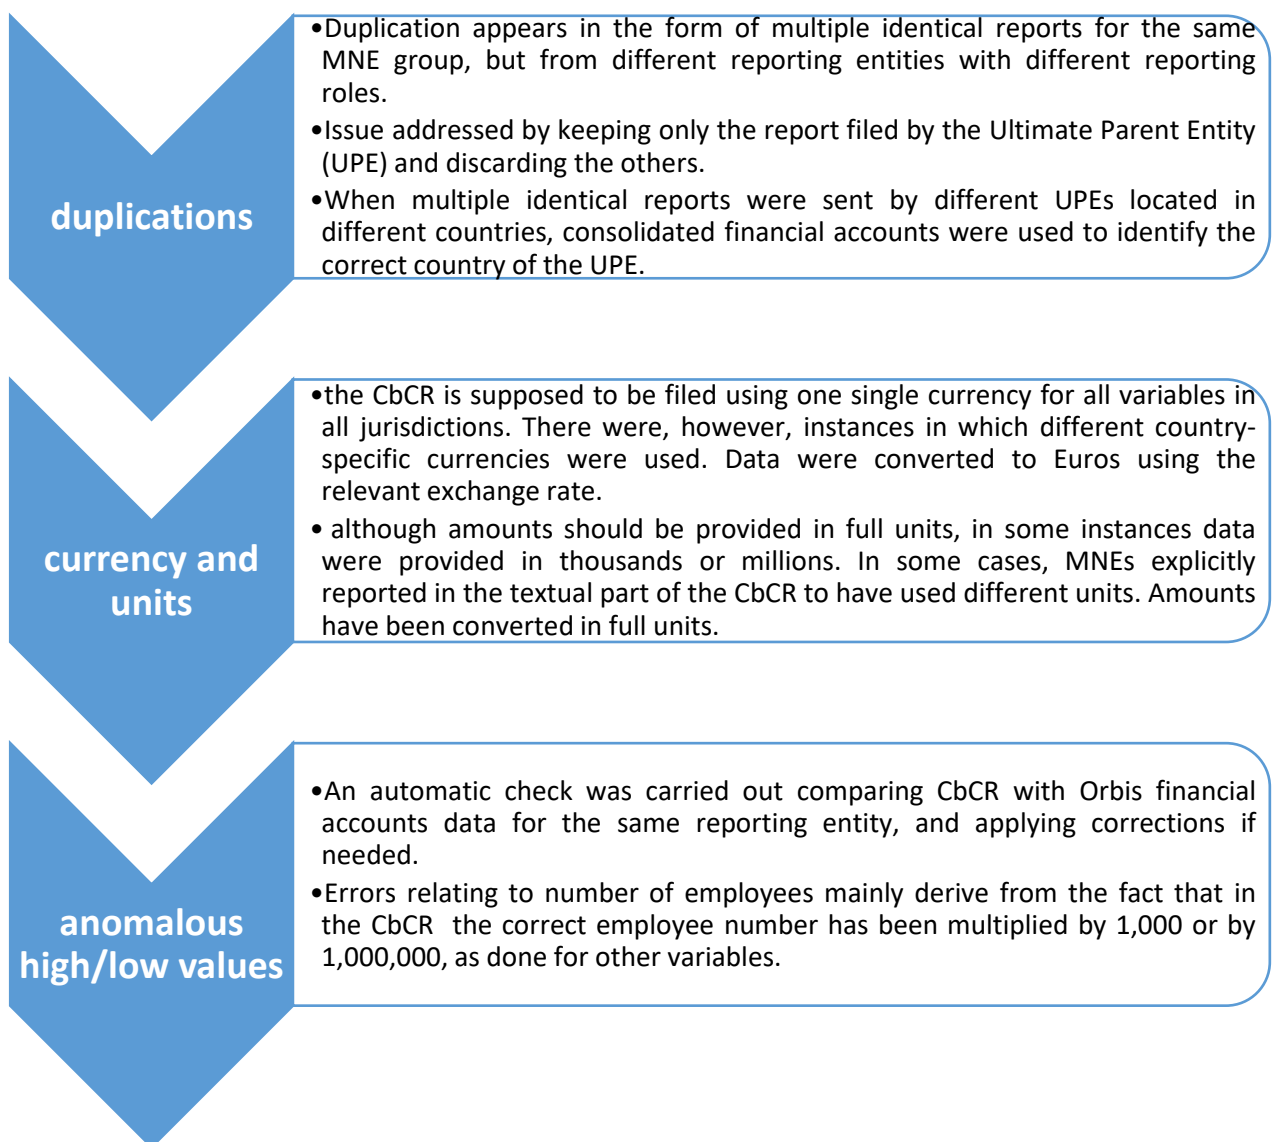 duplications
•Duplication appears in the form of multiple identical reports for the same
MNE group, but from different reporting entities with different reporting
roles.
•Issue addressed by keeping only the report filed by the Ultimate Parent Entity
(UPE) and discarding the others.
•When multiple identical reports were sent by different UPEs located in
different countries, consolidated financial accounts were used to identify the
correct country of the UPE.
currency and
units
•the CbCR is supposed to be filed using one single currency for all variables in
all jurisdictions. There were, however, instances in which different country-
specific currencies were used. Data were converted to Euros using the
relevant exchange rate.
• although amounts should be provided in full units, in some instances data
were provided in thousands or millions. In some cases, MNEs explicitly
reported in the textual part of the CbCR to have used different units. Amounts
have been converted in full units.
anomalous
high/low values
•An automatic check was carried out comparing CbCR with Orbis financial
accounts data for the same reporting entity, and applying corrections if
needed.
•Errors relating to number of employees mainly derive from the fact that in
the CbCR the correct employee number has been multiplied by 1,000 or by
1,000,000, as done for other variables.